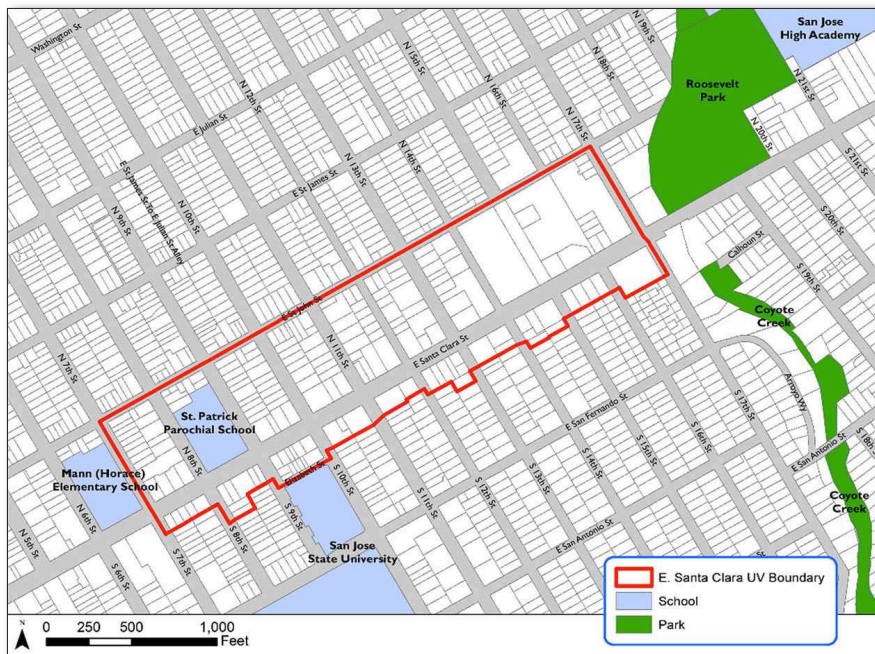 Washington St
N 19th St
San Jose
High Academy
N 15th St
N 18th St
N 21st St
N 12th St
N 16th St
Roosevelt
Park
E Julian St
N 17th St
N 14th St
N 20th St
S 21st St
N 13th St
E St James St
E St James St To E Julian St Alley
N 10th St
N 9th St
S 20th St
Calhoun St
S 19th St
E St John St
Coyote
Creek
N 11th St
E Santa Clara St
N 7th St
St. Patrick
Parochial School
E San Fernando St
S 17th St
Arroyo Wy
N 8th St
S 16th St
Mann (Horace)
Elementary School
Elizabeth St
S 10th St
S 15th St
S 14th St
S 13th St
E San Antonio St
S 18th St
N 6th St
S 12th St
S 11th St
S 9th St
Coyote
Creek
N 5th St
S 8th St
San Jose
State University
E San Antonio St
S 7th St
S 6th St
E. Santa Clara UV Boundary
School
Park
N
0 250 500 1,000
Feet